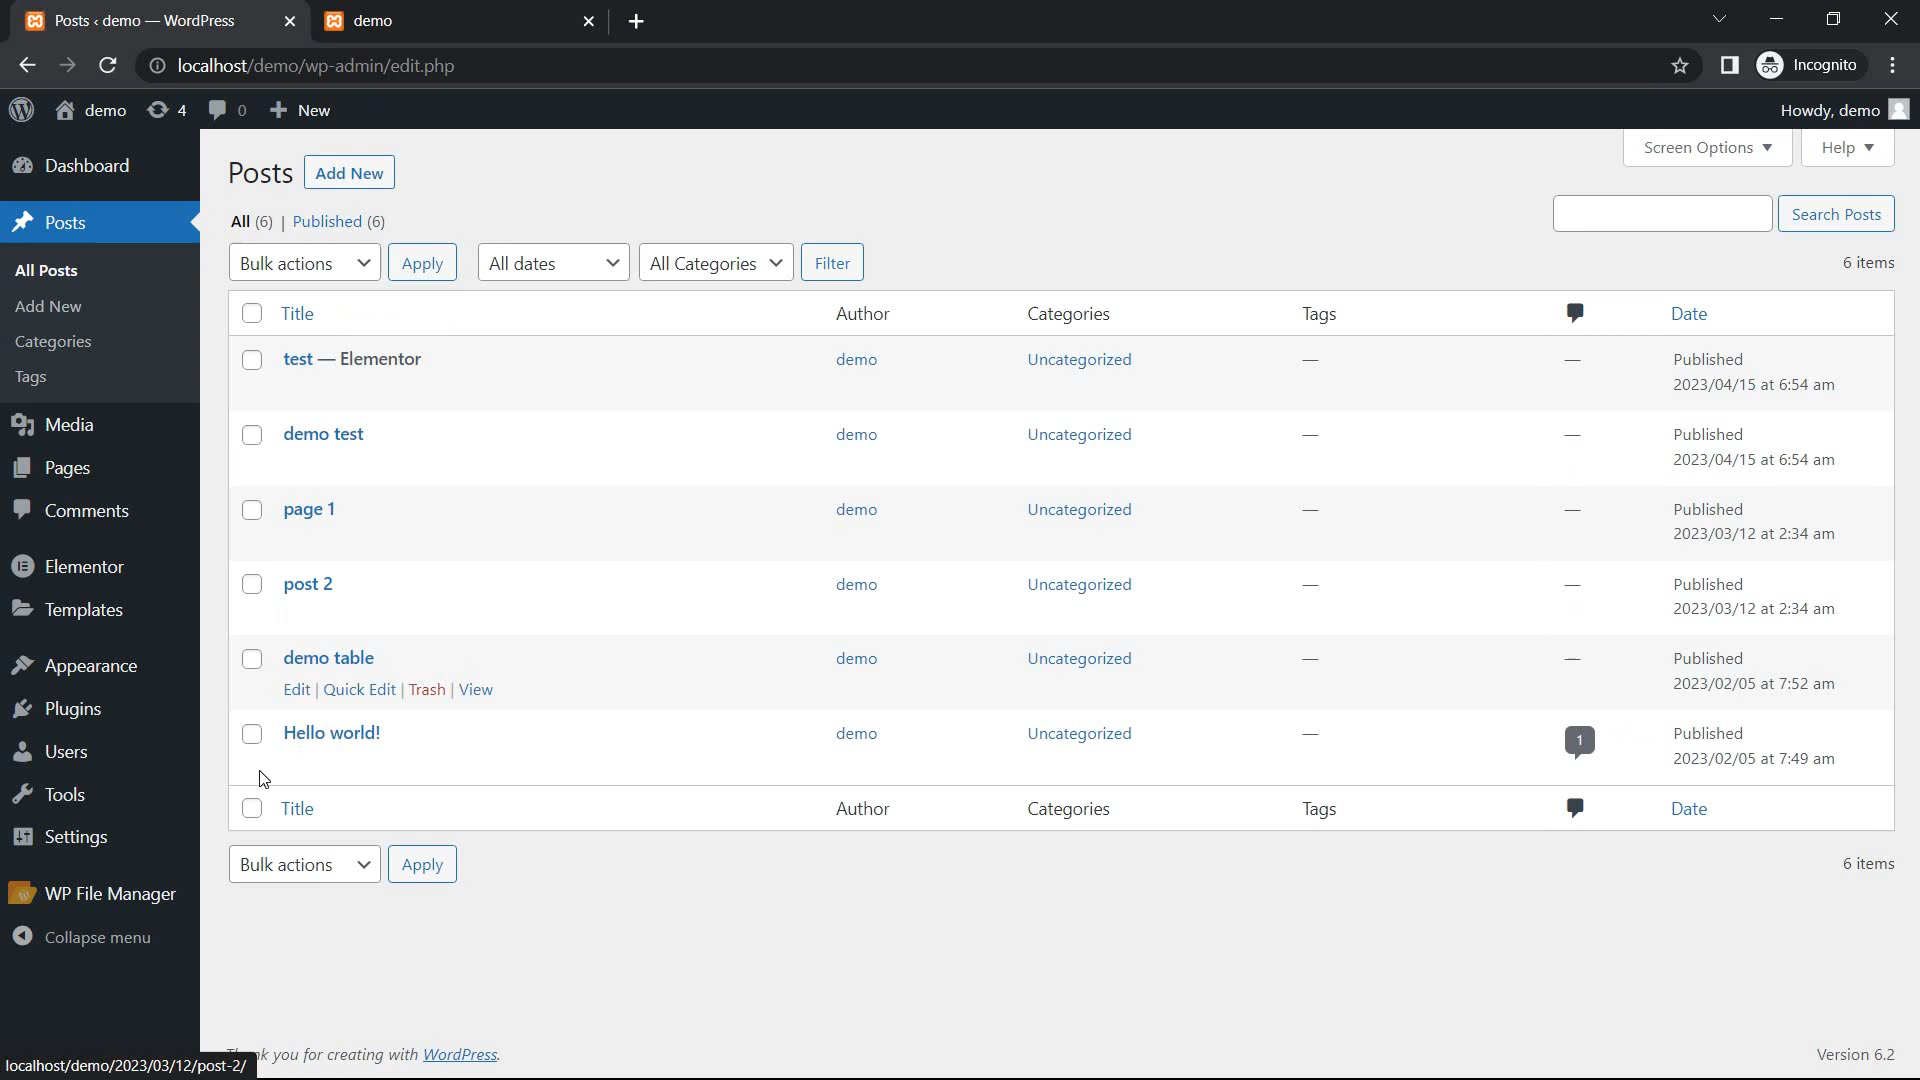 Posts ‹ demo — WordPress
demo
localhost/demo/wp-admin/edit.php
Incognito
demo 4 0 New
Howdy, demo
Dashboard
Posts
All Posts
Add New
Categories
Tags
Media
Pages
Comments
Elementor
Templates
Appearance
Plugins
Users
Tools
Settings
WP File Manager
Collapse menu
Screen Options
Help
Posts Add New
All (6) | Published (6)
Search Posts
Bulk actions Apply All dates All Categories Filter
6 items
Title Author Categories Tags Date
test — Elementor demo Uncategorized — — Published
2023/04/15 at 6:54 am
demo test demo Uncategorized — — Published
2023/04/15 at 6:54 am
page 1 demo Uncategorized — — Published
2023/03/12 at 2:34 am
post 2 demo Uncategorized — — Published
2023/03/12 at 2:34 am
demo table demo Uncategorized — — Published
Edit | Quick Edit | Trash | View 2023/02/05 at 7:52 am
Hello world! demo Uncategorized — 1 Published
2023/02/05 at 7:49 am
Title Author Categories Tags Date
Bulk actions Apply
6 items
you for creating with WordPress.
Version 6.2
localhost/demo/2023/03/12/post-2/